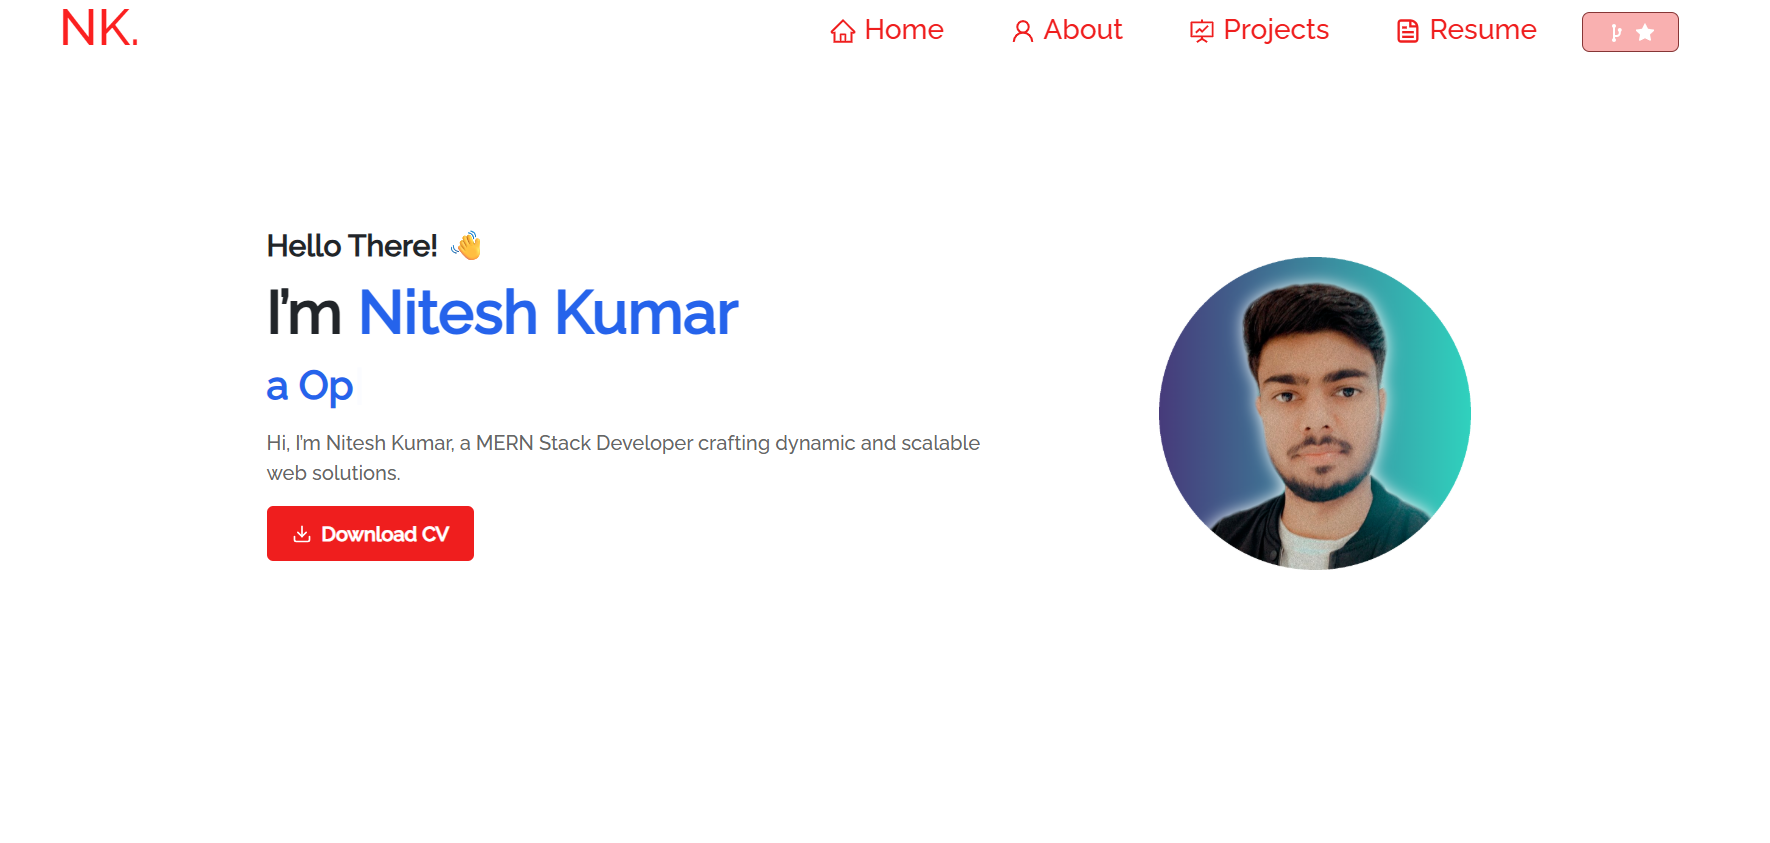 NK.
Home About Projects Resume
Hello There! 👋
I'm Nitesh Kumar
a Op
Hi, I'm Nitesh Kumar, a MERN Stack Developer crafting dynamic and scalable
web solutions.
Download CV